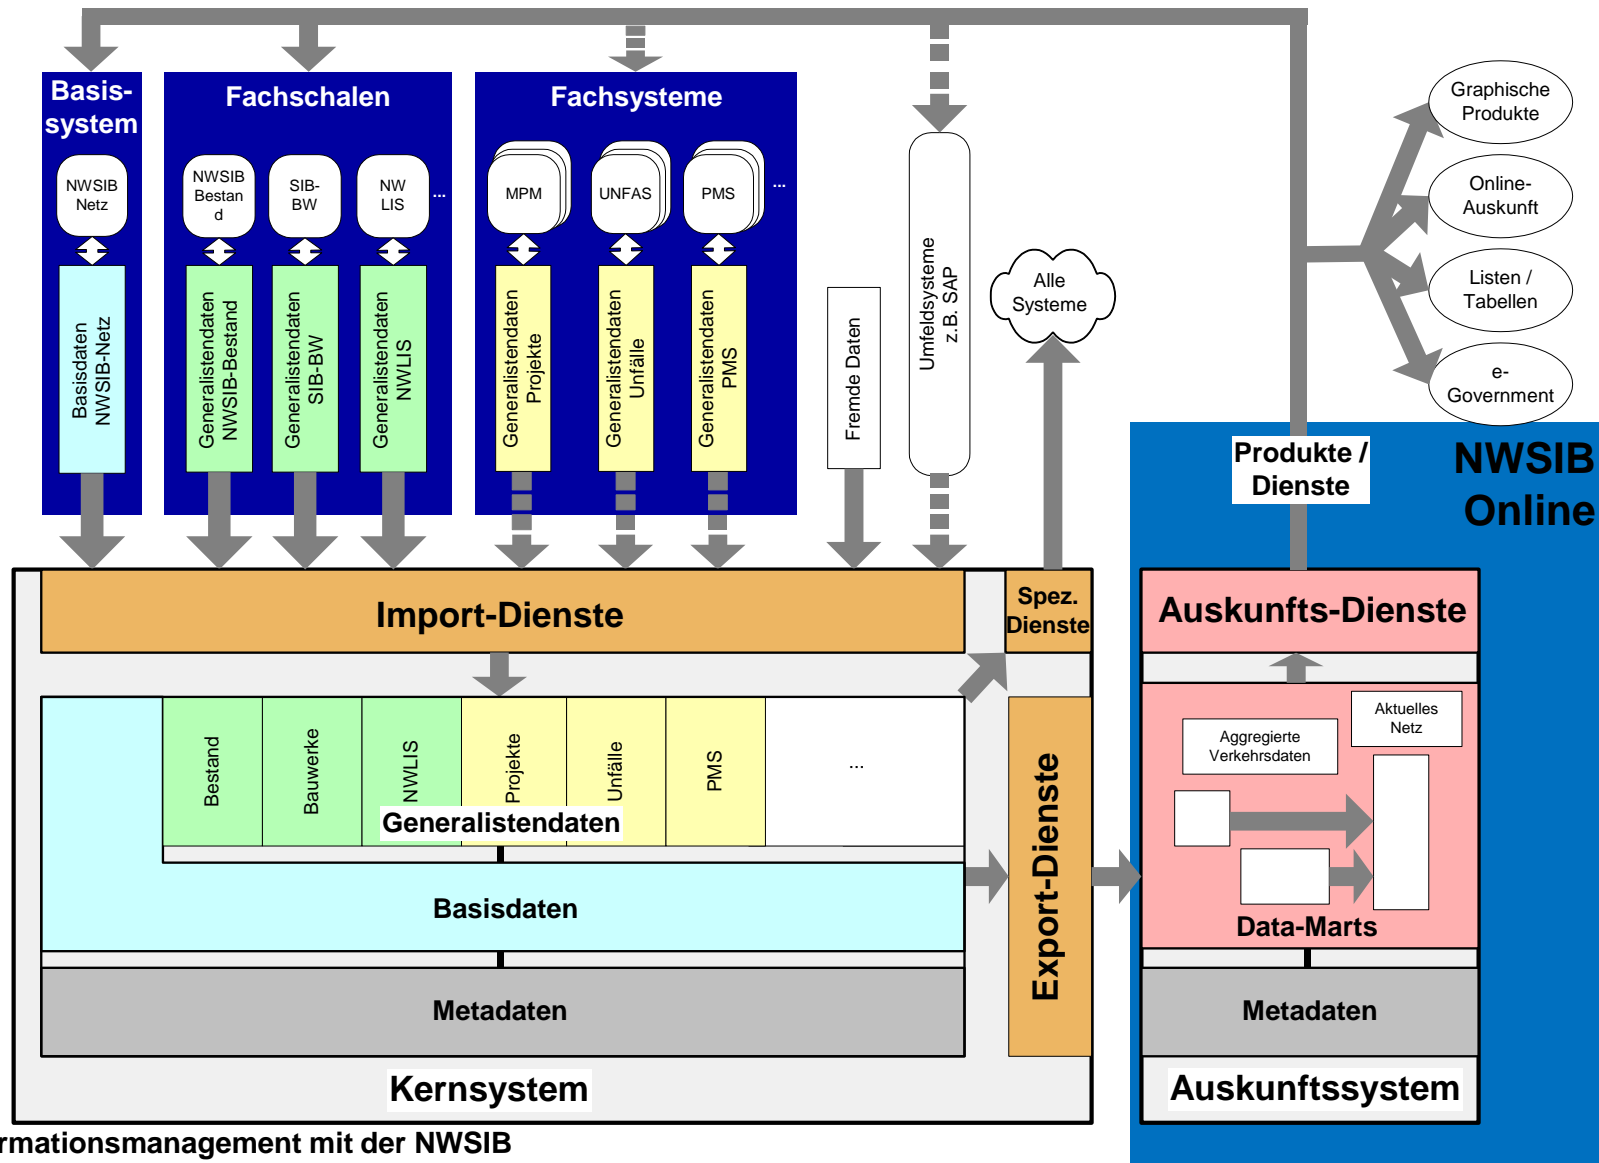 Basis-
system
Fachschalen
Fachsysteme
NWSIB
Netz
NWSIB
Bestan
d
SIB-
BW
NW
LIS
...
MPM
UNFAS
PMS
...
Basisdaten
NWSIB-Netz
Generalistendaten
NWSIB-Bestand
Generalistendaten
SIB-BW
Generalistendaten
NWLIS
Generalistendaten
Projekte
Generalistendaten
Unfälle
Generalistendaten
PMS
Fremde Daten
Umfeldsysteme
z.B. SAP
Alle
Systeme
Graphische
Produkte
Online-
Auskunft
Listen /
Tabellen
e-
Government
Produkte /
Dienste
NWSIB
Online
Import-Dienste
Spez.
Dienste
Auskunfts-Dienste
Bestand
Bauwerke
NWLIS
Projekte
Unfälle
PMS
...
Generalistendaten
Basisdaten
Metadaten
Kernsystem
Export-Dienste
Aktuelles
Netz
Aggregierte
Verkehrsdaten
Data-Marts
Metadaten
Auskunftssystem
rmationsmanagement mit der NWSIB